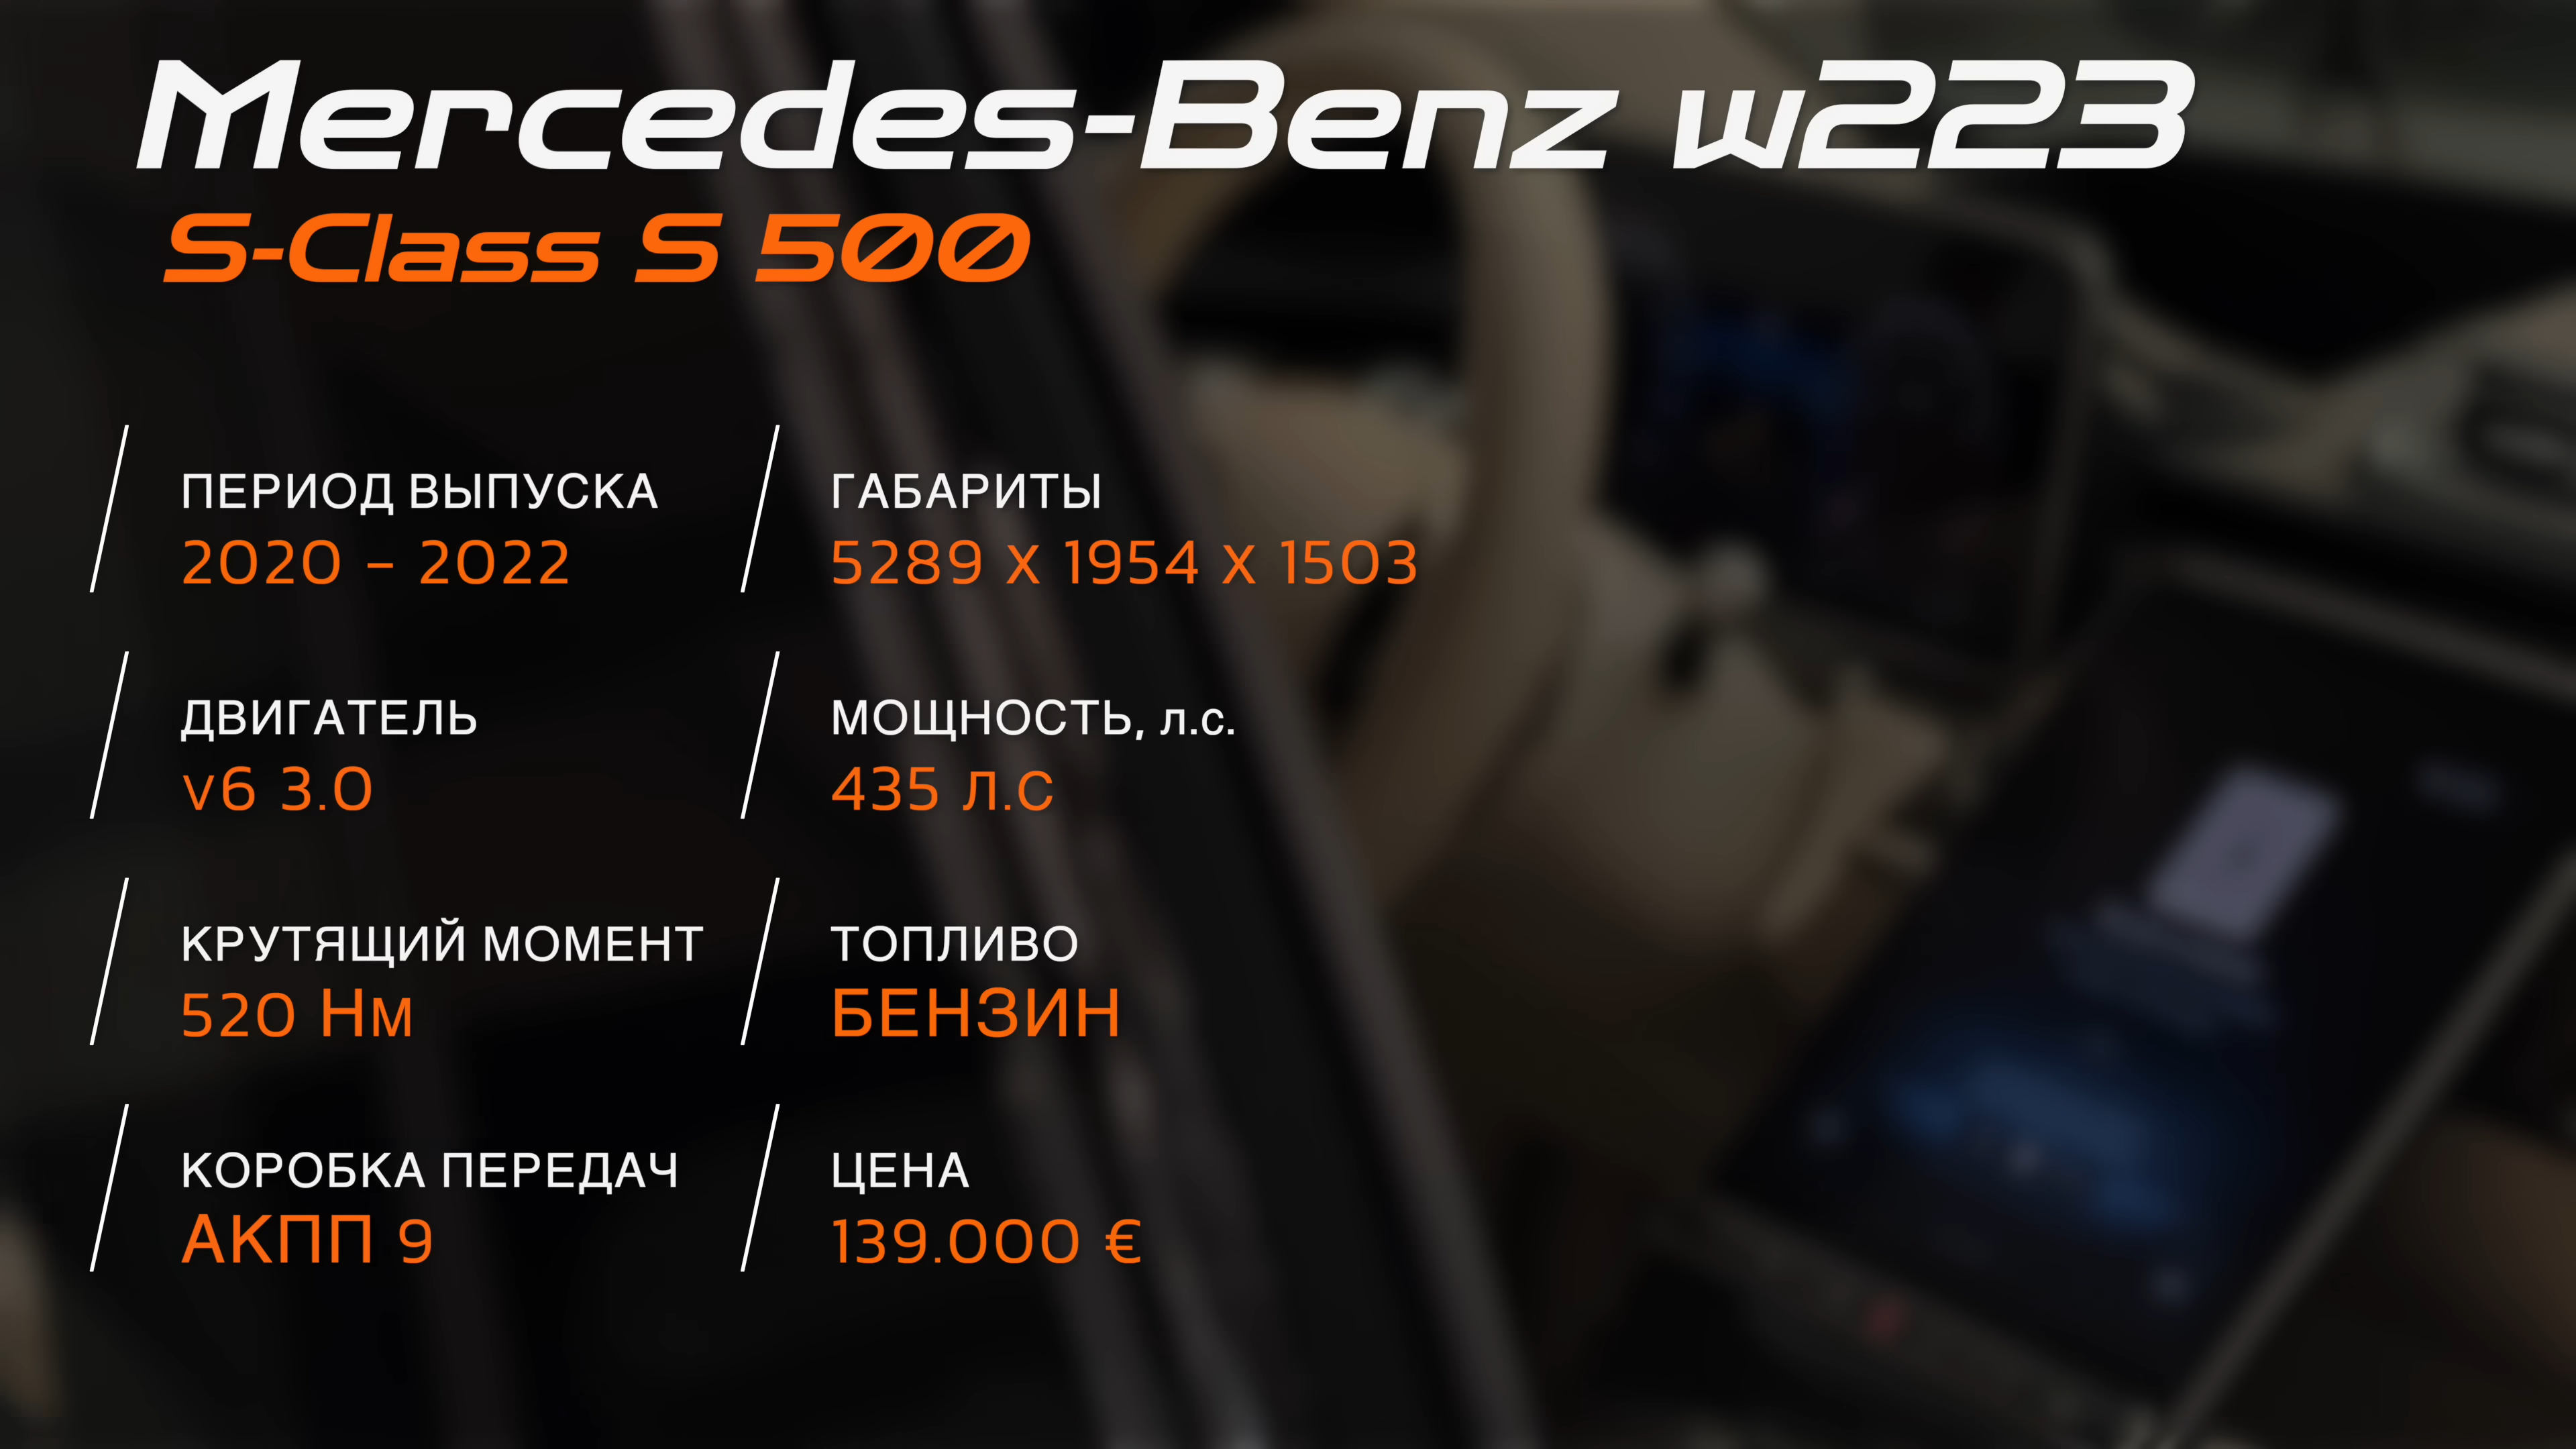 Mercedes-Benz w223
S-Class S 500
ПЕРИОД ВЫПУСКА
2020 - 2022
ГАБАРИТЫ
5289 X 1954 X 1503
ДВИГАТЕЛЬ
V6 3.0
МОЩНОСТЬ, л.с.
435 Л.С
КРУТЯЩИЙ МОМЕНТ
520 Нм
ТОПЛИВО
БЕНЗИН
КОРОБКА ПЕРЕДАЧ
АКПП 9
ЦЕНА
139.000 €